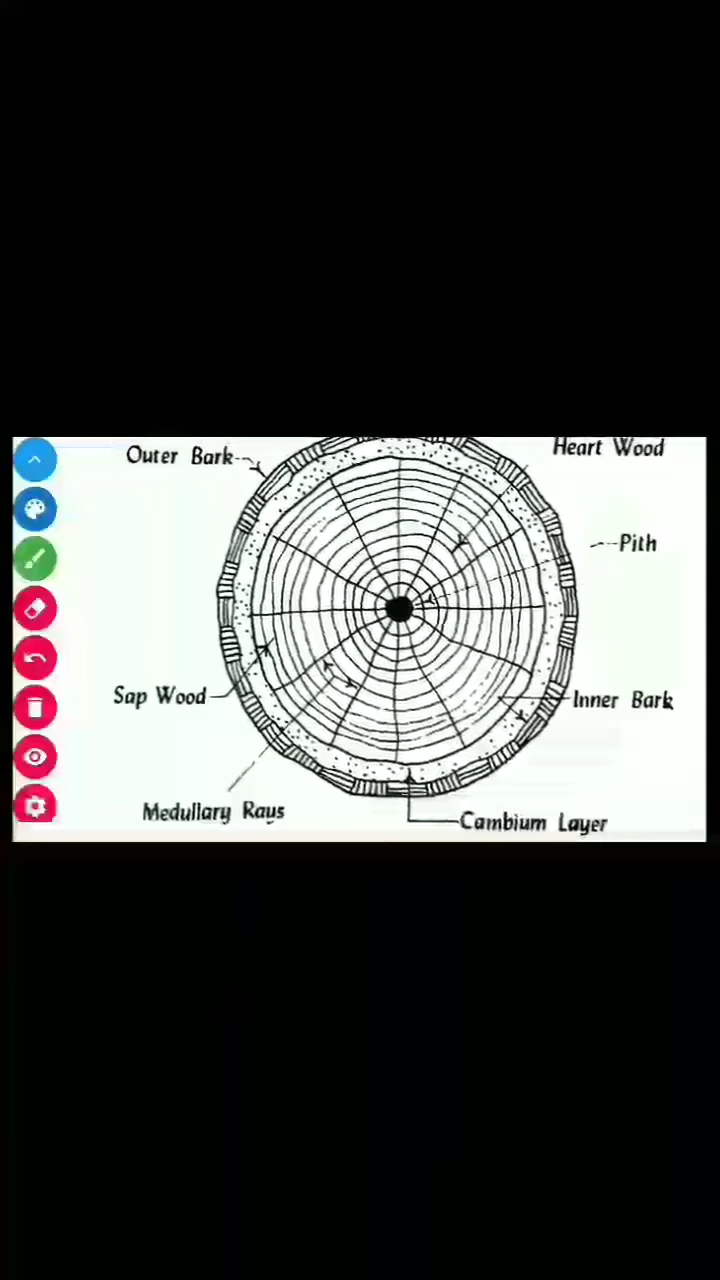 Outer Bark
Heart Wood
Pith
Sap Wood
Inner Bark
Medullary Rays
Cambium Layer